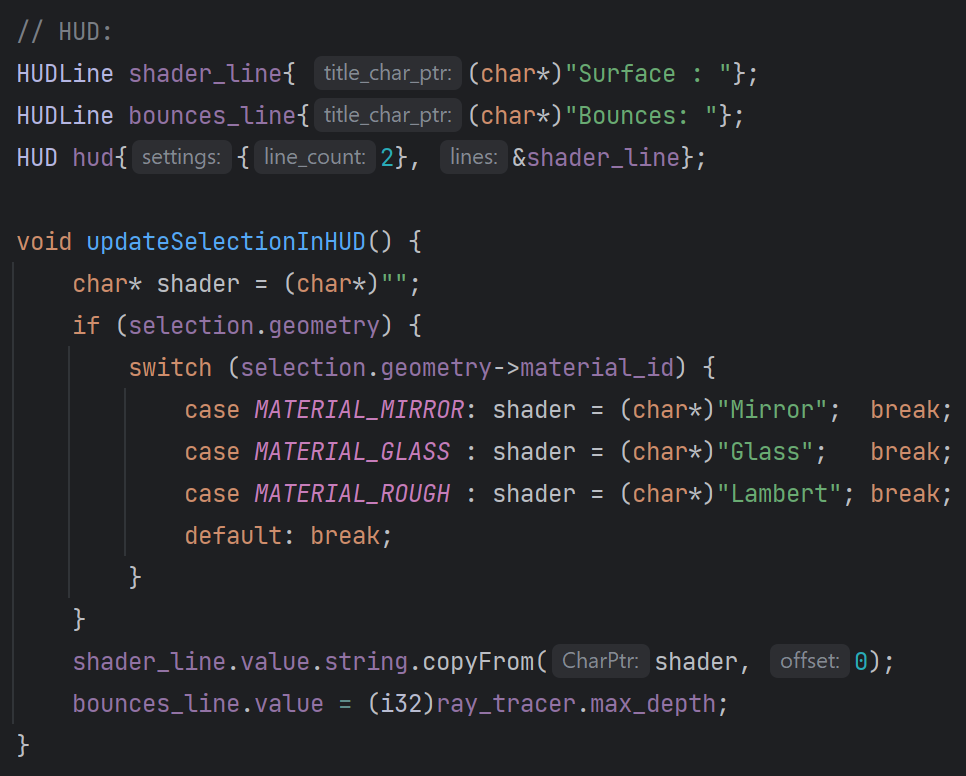 // HUD:
HUDLine shader_line{ title_char_ptr: (char*)"Surface : "};
HUDLine bounces_line{ title_char_ptr: (char*)"Bounces: "};
HUD hud{ settings: { line_count: 2}, lines: &shader_line};

void updateSelectionInHUD() {
    char* shader = (char*)"";
    if (selection.geometry) {
        switch (selection.geometry->material_id) {
            case MATERIAL_MIRROR: shader = (char*)"Mirror";  break;
            case MATERIAL_GLASS : shader = (char*)"Glass";   break;
            case MATERIAL_ROUGH : shader = (char*)"Lambert"; break;
            default: break;
        }
    }
    shader_line.value.string.copyFrom( CharPtr: shader, offset: 0);
    bounces_line.value = (i32)ray_tracer.max_depth;
}